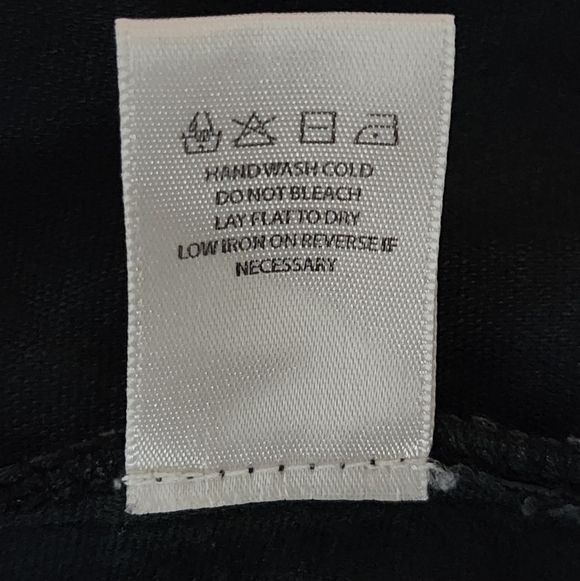 HAND WASH COLD
DO NOT BLEACH
LAY FLAT TO DRY
LOW IRON ON REVERSE IF
NECESSARY